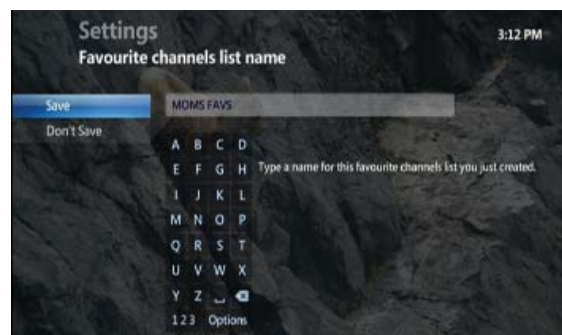 Settings
3:12 PM
Favourite channels list name
Save
MOMS FAVS
Don't Save
A B C D
E F G H
Type a name for this favourite channels list you just created.
I J K L
M N O P
Q R S T
U V W X
Y Z
123 Options